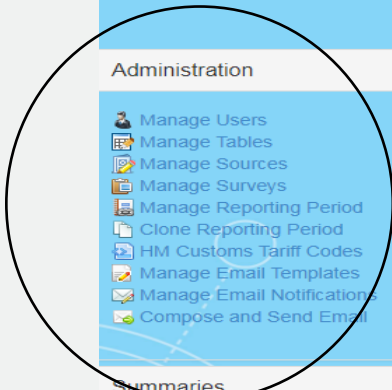 Administration
Manage Users
Manage Tables
Manage Sources
Manage Surveys
Manage Reporting Period
Clone Reporting Period
HM Customs Tariff Codes
Manage Email Templates
Manage Email Notifications
Compose and Send Email
Summaries